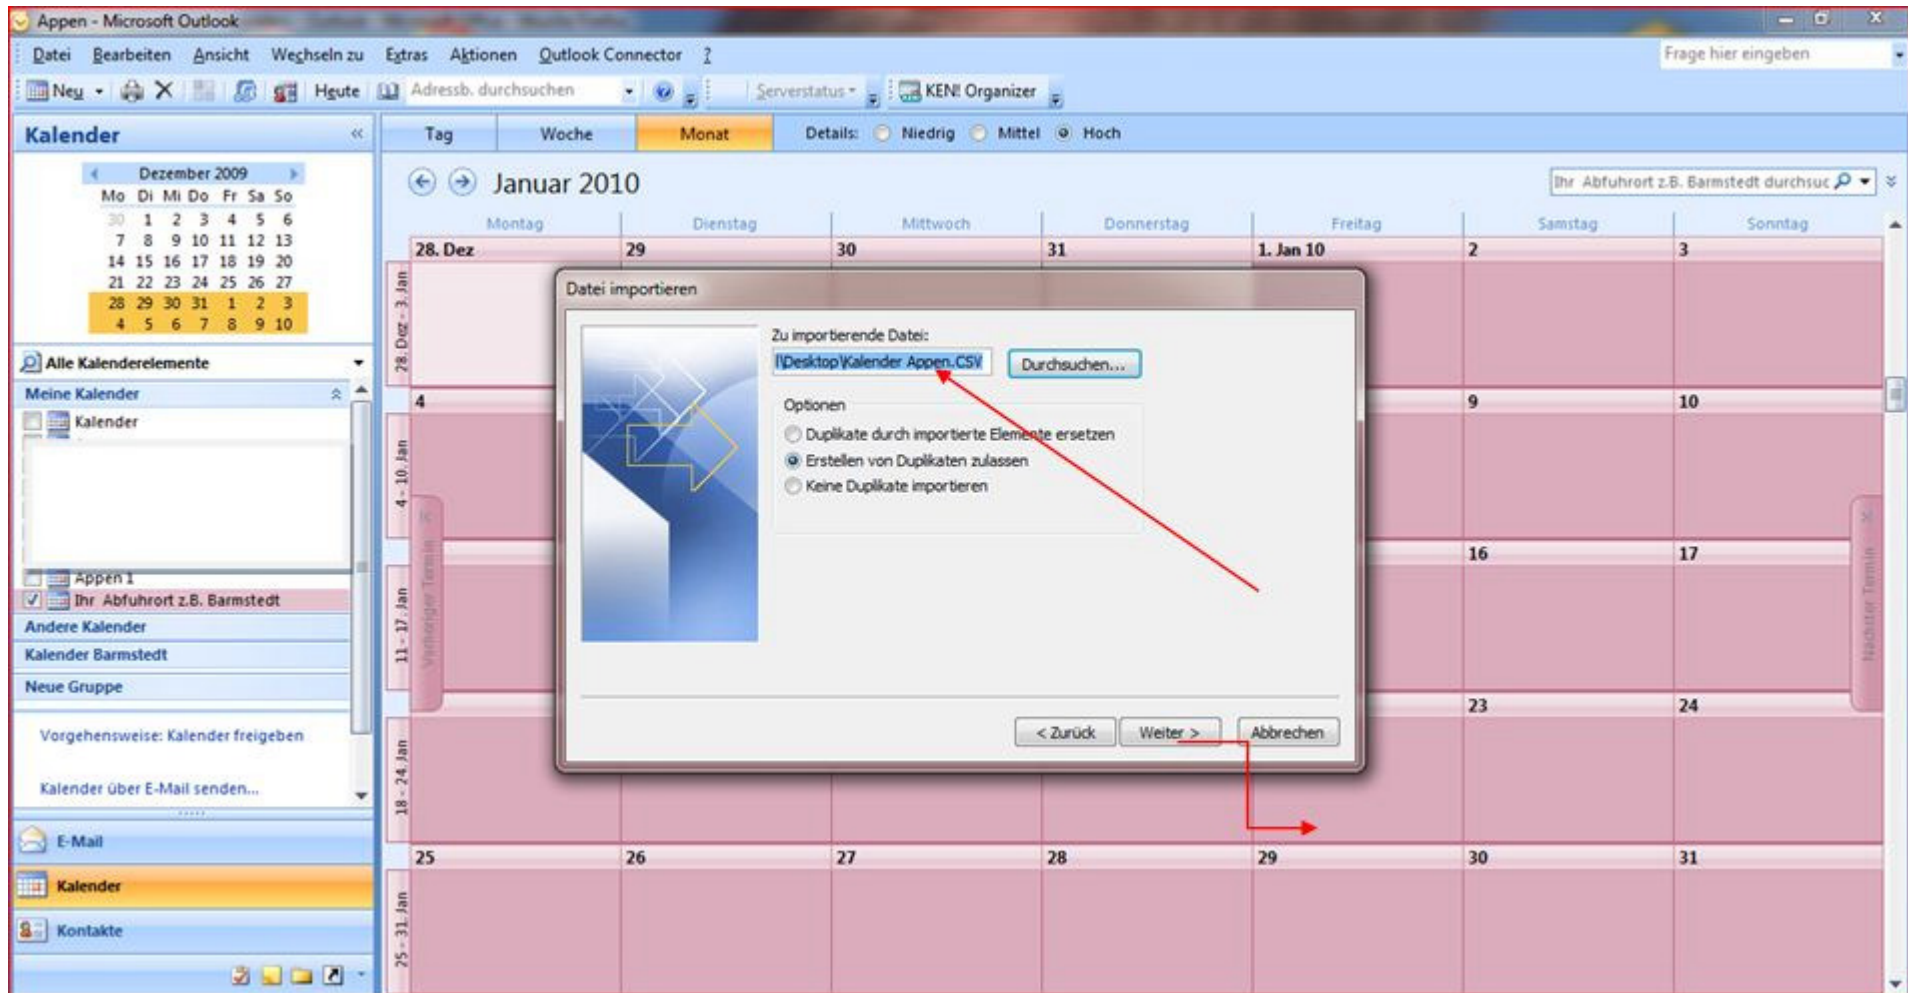 Appen - Microsoft Outlook
Datei Bearbeiten Ansicht Wechseln zu Extras Aktionen Outlook Connector ?
Frage hier eingeben
Neu Heute Adressb. durchsuchen Serverstatus KEN! Organizer
Kalender
Tag Woche Monat Details: Niedrig Mittel Hoch
Dezember 2009
Mo Di Mi Do Fr Sa So
30 1 2 3 4 5 6
7 8 9 10 11 12 13
14 15 16 17 18 19 20
21 22 23 24 25 26 27
28 29 30 31 1 2 3
4 5 6 7 8 9 10
Alle Kalenderelemente
Meine Kalender
Kalender
Appen 1
Ihr Abfuhrort z.B. Barmstedt
Andere Kalender
Kalender Barmstedt
Neue Gruppe
Vorgehensweise: Kalender freigeben
Kalender über E-Mail senden...
E-Mail
Kalender
Kontakte
Januar 2010
Ihr Abfuhrort z.B. Barmstedt durchsuc
Montag Dienstag Mittwoch Donnerstag Freitag Samstag Sonntag
28. Dez 29 30 31 1. Jan 10 2 3
28. Dez - 3. Jan
4 9 10
4 - 10. Jan
16 17
11 - 17. Jan
23 24
18 - 24. Jan
25 26 27 28 29 30 31
25 - 31. Jan
Vorheriger Termin
Nächster Termin
Datei importieren
Zu importierende Datei:
l\Desktop\Kalender Appen.CSV Durchsuchen...
Optionen
Duplikate durch importierte Elemente ersetzen
Erstellen von Duplikaten zulassen
Keine Duplikate importieren
< Zurück Weiter > Abbrechen